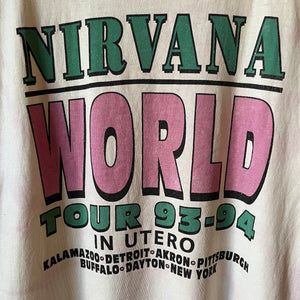 NIRVANA
WORLD
TOUR 93-94
IN UTERO
KALAMAZOO•DETROIT•AKRON•PITTSBURGH
BUFFALO•DAYTON•NEW YORK